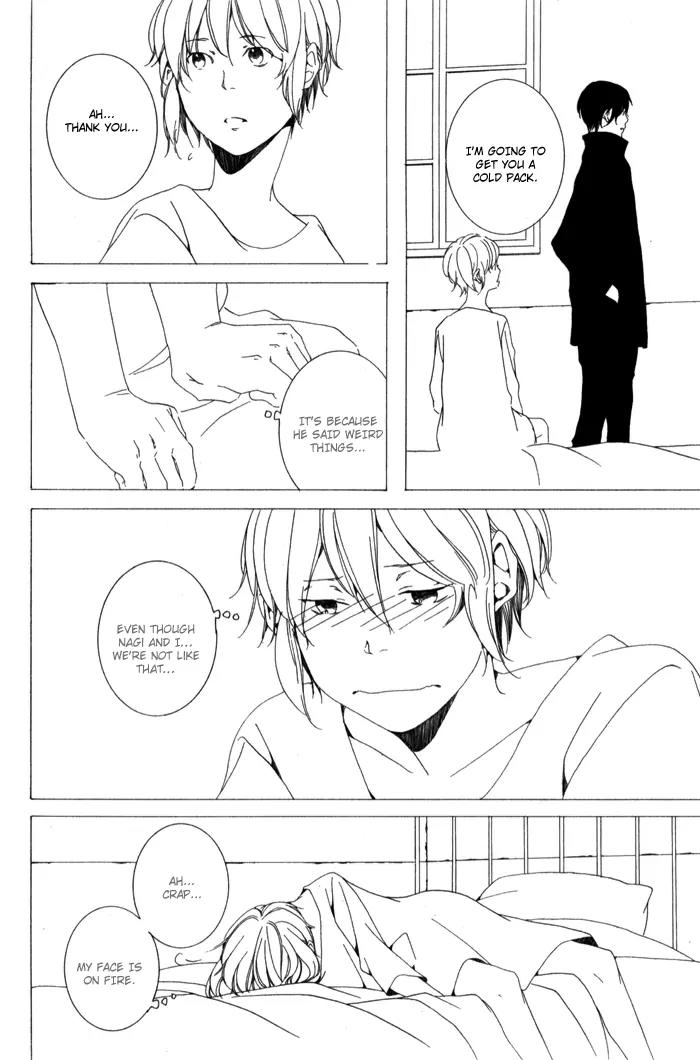 I'M GOING TO
GET YOU A
COLD PACK.
AH...
THANK YOU...
IT'S BECAUSE
HE SAID WEIRD
THINGS...
EVEN THOUGH
NAGI AND I...
WE'RE NOT LIKE
THAT...
AH...
CRAP...
MY FACE IS
ON FIRE.